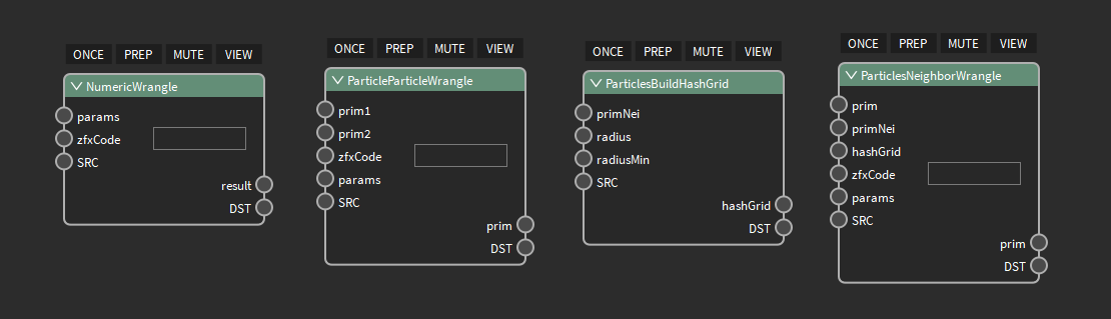 ONCE PREP MUTE VIEW
NumericWrangle
params
zfxCode
SRC
result
DST
ONCE PREP MUTE VIEW
ParticleParticleWrangle
prim1
prim2
zfxCode
params
SRC
prim
DST
ONCE PREP MUTE VIEW
ParticlesBuildHashGrid
primNei
radius
radiusMin
SRC
hashGrid
DST
ONCE PREP MUTE VIEW
ParticlesNeighborWrangle
prim
primNei
hashGrid
zfxCode
params
SRC
prim
DST